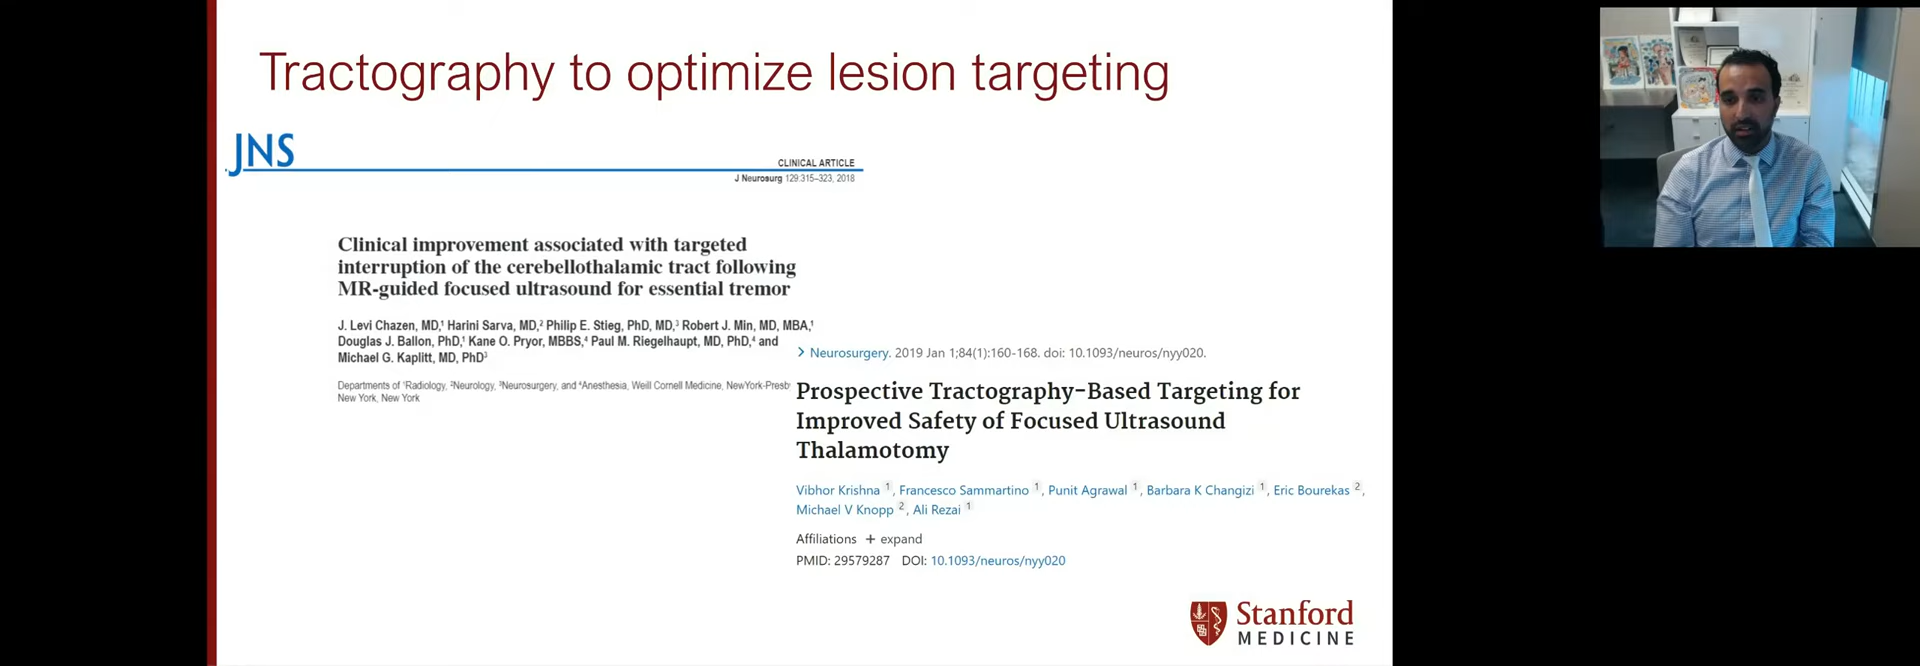 Tractography to optimize lesion targeting
JNS
CLINICAL ARTICLE
J Neurosurg 129:315–323, 2018
Clinical improvement associated with targeted
interruption of the cerebellothalamic tract following
MR-guided focused ultrasound for essential tremor
J. Levi Chazen, MD,¹ Harini Sarva, MD,² Philip E. Stieg, PhD, MD,³ Robert J. Min, MD, MBA,¹
Douglas J. Ballon, PhD,¹ Kane O. Pryor, MBBS,⁴ Paul M. Riegelhaupt, MD, PhD,⁴ and
Michael G. Kaplitt, MD, PhD³
Departments of ¹Radiology, ²Neurology, ³Neurosurgery, and ⁴Anesthesia, Weill Cornell Medicine, NewYork-Presb
New York, New York
> Neurosurgery. 2019 Jan 1;84(1):160-168. doi: 10.1093/neuros/nyy020.
Prospective Tractography-Based Targeting for
Improved Safety of Focused Ultrasound
Thalamotomy
Vibhor Krishna 1, Francesco Sammartino 1, Punit Agrawal 1, Barbara K Changizi 1, Eric Bourekas 2,
Michael V Knopp 2, Ali Rezai 1
Affiliations + expand
PMID: 29579287 DOI: 10.1093/neuros/nyy020
Stanford
MEDICINE